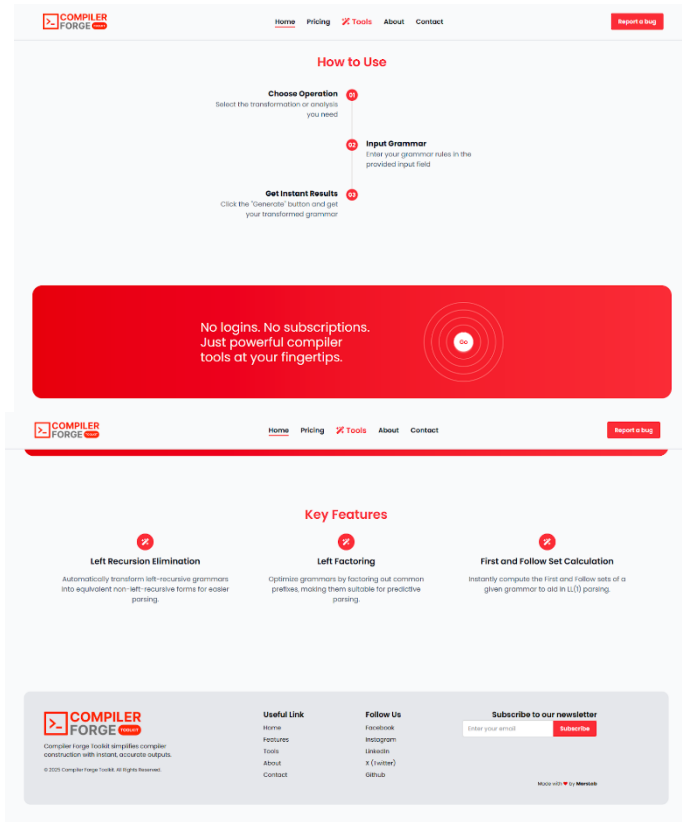 COMPILER
FORGE TOOLKIT
Home Pricing Tools About Contact
Report a bug
How to Use
Choose Operation
01
Select the transformation or analysis
you need
02
Input Grammar
Enter your grammar rules in the
provided input field
Get Instant Results
03
Click the "Generate" button and get
your transformed grammar
No logins. No subscriptions.
Just powerful compiler
tools at your fingertips.
Go
COMPILER
FORGE TOOLKIT
Home Pricing Tools About Contact
Report a bug
Key Features
Left Recursion Elimination
Automatically transform left-recursive grammars
into equivalent non-left-recursive forms for easier
parsing.
Left Factoring
Optimize grammars by factoring out common
prefixes, making them suitable for predictive
parsing.
First and Follow Set Calculation
Instantly compute the First and Follow sets of a
given grammar to aid in LL(1) parsing.
COMPILER
FORGE TOOLKIT
Compiler Forge Toolkit simplifies compiler
construction with instant, accurate outputs.
© 2025 Compiler Forge Toolkit. All Rights Reserved.
Useful Link
Home
Features
Tools
About
Contact
Follow Us
Facebook
Instagram
LinkedIn
X (Twitter)
Github
Subscribe to our newsletter
Enter your email
Subscribe
Made with ❤ by Merslab